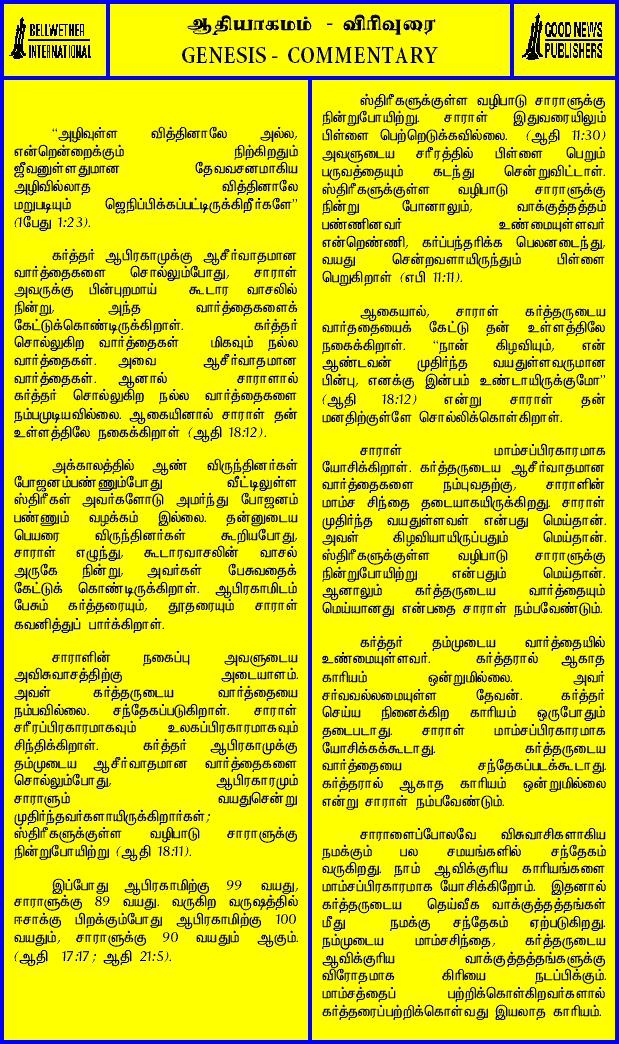 BELLWETHER
INTERNATIONAL
ஆதியாகமம் - விரிவுரை
GENESIS - COMMENTARY
GOOD NEWS
PUBLISHERS
“அழிவுள்ள வித்தினாலே அல்ல,
என்றென்றைக்கும் நிற்கிறதும்
ஜீவனுள்ளதுமான தேவவசனமாகிய
அழிவில்லாத வித்தினாலே
மறுபடியும் ஜெநிப்பிக்கப்பட்டிருக்கிறீர்களே”
(1பேது 1:23).
கர்த்தர் ஆபிரகாமுக்கு ஆசீர்வாதமான
வார்த்தைகளை சொல்லும்போது, சாராள்
அவருக்கு பின்புறமாய் கூடார வாசலில்
நின்று, அந்த வார்த்தைகளைக்
கேட்டுக்கொண்டிருக்கிறாள். கர்த்தர்
சொல்லுகிற வார்த்தைகள் மிகவும் நல்ல
வார்த்தைகள். அவை ஆசீர்வாதமான
வார்த்தைகள். ஆனால் சாராளால்
கர்த்தர் சொல்லுகிற நல்ல வார்த்தைகளை
நம்பமுடியவில்லை. ஆகையினால் சாராள் தன்
உள்ளத்திலே நகைக்கிறாள் (ஆதி 18:12).
அக்காலத்தில் ஆண் விருந்தினர்கள்
போஜனம்பண்ணும்போது வீட்டிலுள்ள
ஸ்திரீகள் அவர்களோடு அமர்ந்து போஜனம்
பண்ணும் வழக்கம் இல்லை. தன்னுடைய
பெயரை விருந்தினர்கள் கூறியபோது,
சாராள் எழுந்து, கூடாரவாசலின் வாசல்
அருகே நின்று, அவர்கள் பேசுவதைக்
கேட்டுக் கொண்டிருக்கிறாள். ஆபிரகாமிடம்
பேசும் கர்த்தரையும், தூதரையும் சாராள்
கவனித்துப் பார்க்கிறாள்.
சாராளின் நகைப்பு அவளுடைய
அவிசுவாசத்திற்கு அடையாளம்.
அவள் கர்த்தருடைய வார்த்தையை
நம்பவில்லை. சந்தேகப்படுகிறாள். சாராள்
சரீரப்பிரகாரமாகவும் உலகப்பிரகாரமாகவும்
சிந்திக்கிறாள். கர்த்தர் ஆபிராமுக்கு
தம்முடைய ஆசீர்வாதமான வார்த்தைகளை
சொல்லும்போது, ஆபிரகாரமும்
சாராளும் வயதுசென்று
முதிர்ந்தவர்களாயிருக்கிறார்கள்;
ஸ்திரீகளுக்குள்ள வழிபாடு சாராளுக்கு
நின்றுபோயிற்று (ஆதி 18:11).
இப்போது ஆபிரகாமிற்கு 99 வயது,
சாராளுக்கு 89 வயது. வருகிற வருஷத்தில்
ஈசாக்கு பிறக்கும்போது ஆபிரகாமிற்கு 100
வயதும், சாராளுக்கு 90 வயதும் ஆகும்.
(ஆதி 17:17; ஆதி 21:5).
ஸ்திரீகளுக்குள்ள வழிபாடு சாராளுக்கு
நின்றுபோயிற்று. சாராள் இதுவரையிலும்
பிள்ளை பெற்றெடுக்கவில்லை. (ஆதி 11:30)
அவளுடைய சரீரத்தில் பிள்ளை பெறும்
பருவத்தையும் கடந்து சென்றுவிட்டாள்.
ஸ்திரீகளுக்குள்ள வழிபாடு சாராளுக்கு
நின்று போனாலும், வாக்குத்தத்தம்
பண்ணினவர் உண்மையுள்ளவர்
என்றெண்ணி, கர்ப்பந்தரிக்க பெலனடைந்து,
வயது சென்றவளாயிருந்தும் பிள்ளை
பெறுகிறாள் (எபி 11:11).
ஆகையால், சாராள் கர்த்தருடைய
வார்ததையைக் கேட்டு தன் உள்ளத்திலே
நகைக்கிறாள். “நான் கிழவியும், என்
ஆண்டவன் முதிர்ந்த வயதுள்ளவருமான
பின்பு, எனக்கு இன்பம் உண்டாயிருக்குமோ”
(ஆதி 18:12) என்று சாராள் தன்
மனதிற்குள்ளே சொல்லிக்கொள்கிறாள்.
சாராள் மாம்சப்பிரகாரமாக
யோசிக்கிறாள். கர்த்தருடைய ஆசீர்வாதமான
வார்த்தைகளை நம்புவதற்கு, சாராளின்
மாம்ச சிந்தை தடையாகயிருக்கிறது. சாராள்
முதிர்ந்த வயதுள்ளவள் என்பது மெய்தான்.
அவள் கிழவியாயிருப்பதும் மெய்தான்.
ஸ்திரீகளுக்குள்ள வழிபாடு சாராளுக்கு
நின்றுபோயிற்று என்பதும் மெய்தான்.
ஆனாலும் கர்த்தருடைய வார்த்தையும்
மெய்யானது என்பதை சாராள் நம்பவேண்டும்.
கர்த்தர் தம்முடைய வார்த்தையில்
உண்மையுள்ளவர். கர்த்தரால் ஆகாத
காரியம் ஒன்றுமில்லை. அவர்
சர்வவல்லமையுள்ள தேவன். கர்த்தர்
செய்ய நினைக்கிற காரியம் ஒருபோதும்
தடைபடாது. சாராள் மாம்சப்பிரகாரமாக
யோசிக்கக்கூடாது. கர்த்தருடைய
வார்த்தையை சந்தேகப்படக்கூடாது.
கர்த்தரால் ஆகாத காரியம் ஒன்றுமில்லை
என்று சாராள் நம்பவேண்டும்.
சாராளைப்போலவே விசுவாசிகளாகிய
நமக்கும் பல சமயங்களில் சந்தேகம்
வருகிறது. நாம் ஆவிக்குரிய காரியங்களை
மாம்சப்பிரகாரமாக யோசிக்கிறோம். இதனால்
கர்த்தருடைய தெய்வீக வாக்குத்தத்தங்கள்
மீது நமக்கு சந்தேகம் ஏற்படுகிறது.
நம்முடைய மாம்சசிந்தை, கர்த்தருடைய
ஆவிக்குரிய வாக்குத்தத்தங்களுக்கு
விரோதமாக கிரியை நடப்பிக்கும்.
மாம்சத்தைப் பற்றிக்கொள்கிறவர்களால்
கர்த்தரைப்பற்றிக்கொள்வது இயலாத காரியம்.